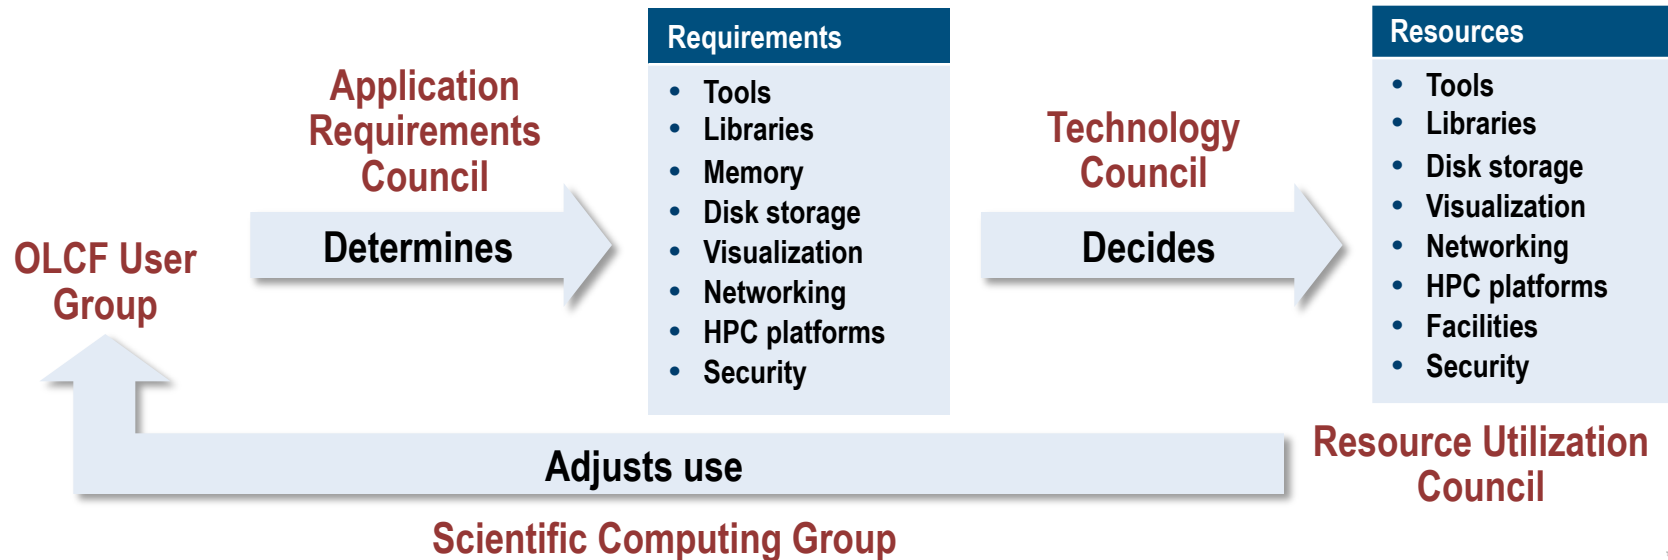 OLCF User
Group
Application
Requirements
Council
Determines
Requirements
• Tools
• Libraries
• Memory
• Disk storage
• Visualization
• Networking
• HPC platforms
• Security
Technology
Council
Decides
Resources
• Tools
• Libraries
• Disk storage
• Visualization
• Networking
• HPC platforms
• Facilities
• Security
Resource Utilization
Council
Adjusts use
Scientific Computing Group